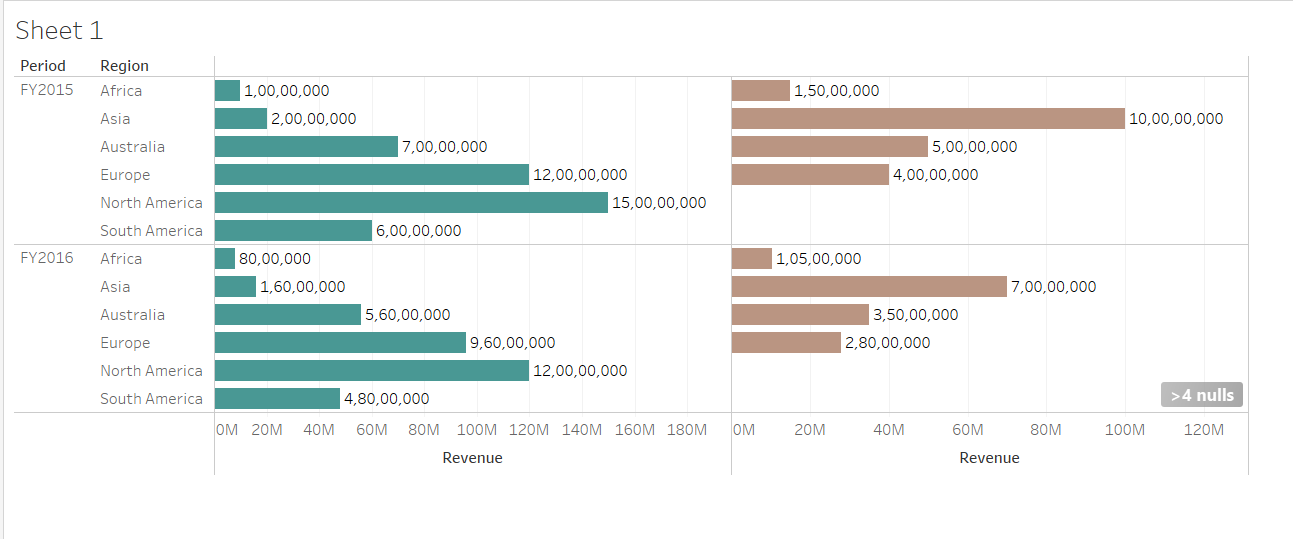 Sheet 1
Period Region
FY2015 Africa 1,00,00,000 1,50,00,000
Asia 2,00,00,000 10,00,00,000
Australia 7,00,00,000 5,00,00,000
Europe 12,00,00,000 4,00,00,000
North America 15,00,00,000
South America 6,00,00,000
FY2016 Africa 80,00,000 1,05,00,000
Asia 1,60,00,000 7,00,00,000
Australia 5,60,00,000 3,50,00,000
Europe 9,60,00,000 2,80,00,000
North America 12,00,00,000
South America 4,80,00,000 >4 nulls
0M 20M 40M 60M 80M 100M 120M 140M 160M 180M 0M 20M 40M 60M 80M 100M 120M
Revenue Revenue